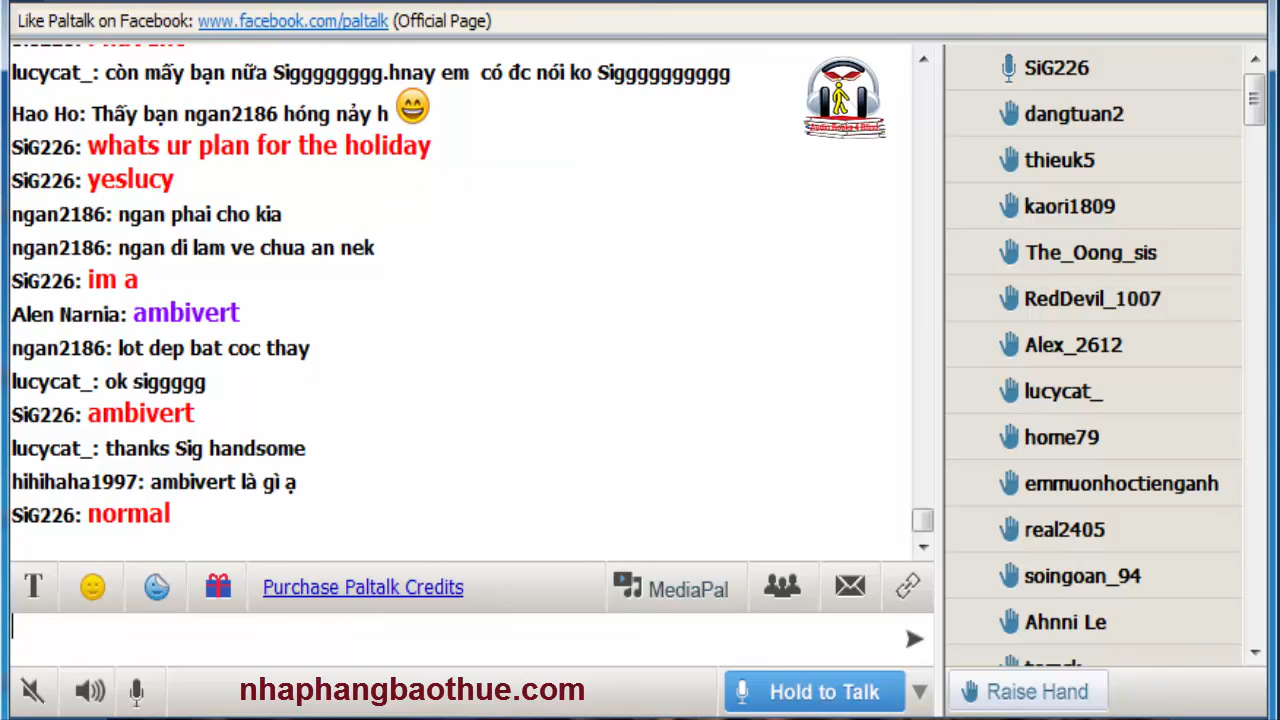 Like Paltalk on Facebook: www.facebook.com/paltalk (Official Page)
lucycat_: còn mấy bạn nữa Sigggggggg.hnay em có đc nói ko Sigggggggggg
Hao Ho: Thấy bạn ngan2186 hóng nảy h
SiG226: whats ur plan for the holiday
SiG226: yeslucy
ngan2186: ngan phai cho kia
ngan2186: ngan di lam ve chua an nek
SiG226: im a
Alen Narnia: ambivert
ngan2186: lot dep bat coc thay
lucycat_: ok siggggg
SiG226: ambivert
lucycat_: thanks Sig handsome
hihihaha1997: ambivert là gì ạ
SiG226: normal
T
Purchase Paltalk Credits
MediaPal
nhaphangbaothue.com
Hold to Talk
SiG226
dangtuan2
thieuk5
kaori1809
The_Oong_sis
RedDevil_1007
Alex_2612
lucycat_
home79
emmuonhoctienganh
real2405
soingoan_94
Ahnni Le
Raise Hand